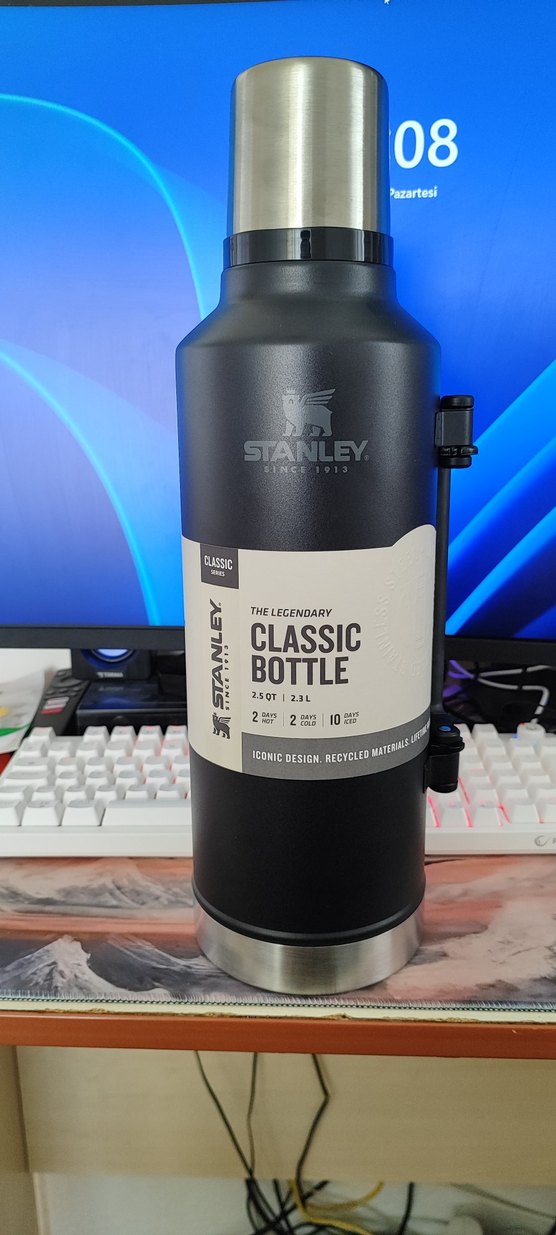 :08
Pazartesi
STANLEY®
SINCE 1913
CLASSIC
SERIES
STANLEY
SINCE 1913
THE LEGENDARY
CLASSIC
BOTTLE
2.5 QT | 2.3 L
2 DAYS HOT | 2 DAYS COLD | 10 DAYS ICED
ICONIC DESIGN. RECYCLED MATERIALS.